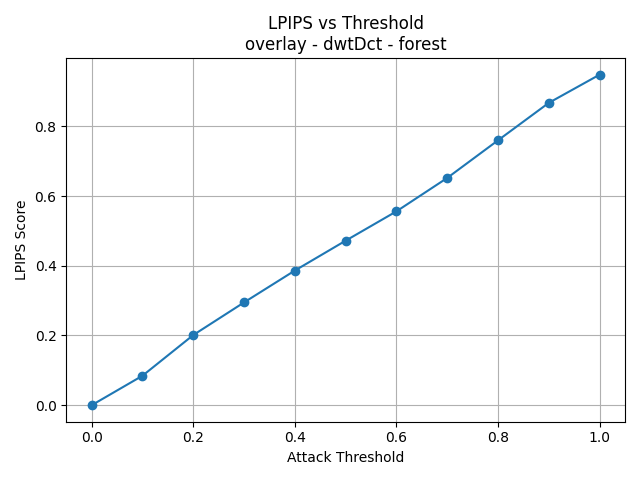 LPIPS vs Threshold
overlay - dwtDct - forest
LPIPS Score
0.8
0.6
0.4
0.2
0.0
0.0 0.2 0.4 0.6 0.8 1.0
Attack Threshold